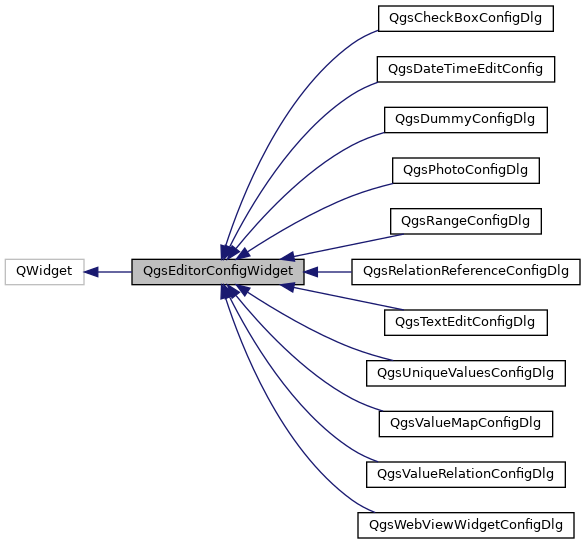 QgsCheckBoxConfigDlg
QgsDateTimeEditConfig
QgsDummyConfigDlg
QgsPhotoConfigDlg
QgsRangeConfigDlg
QWidget
QgsEditorConfigWidget
QgsRelationReferenceConfigDlg
QgsTextEditConfigDlg
QgsUniqueValuesConfigDlg
QgsValueMapConfigDlg
QgsValueRelationConfigDlg
QgsWebViewWidgetConfigDlg